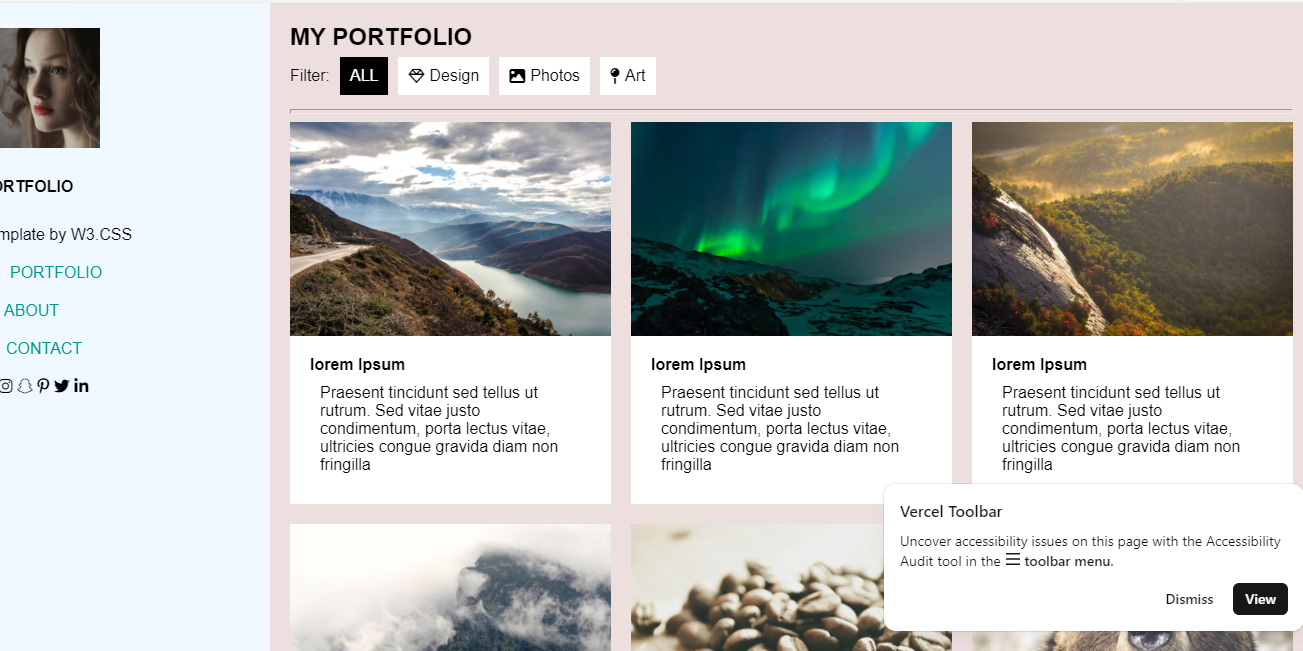 MY PORTFOLIO
Filter: ALL Design Photos Art
ORTFOLIO
mplate by W3.CSS
PORTFOLIO
ABOUT
CONTACT
lorem Ipsum
Praesent tincidunt sed tellus ut
rutrum. Sed vitae justo
condimentum, porta lectus vitae,
ultricies congue gravida diam non
fringilla
lorem Ipsum
Praesent tincidunt sed tellus ut
rutrum. Sed vitae justo
condimentum, porta lectus vitae,
ultricies congue gravida diam non
fringilla
lorem Ipsum
Praesent tincidunt sed tellus ut
rutrum. Sed vitae justo
condimentum, porta lectus vitae,
ultricies congue gravida diam non
fringilla
Vercel Toolbar
Uncover accessibility issues on this page with the Accessibility
Audit tool in the toolbar menu.
Dismiss View